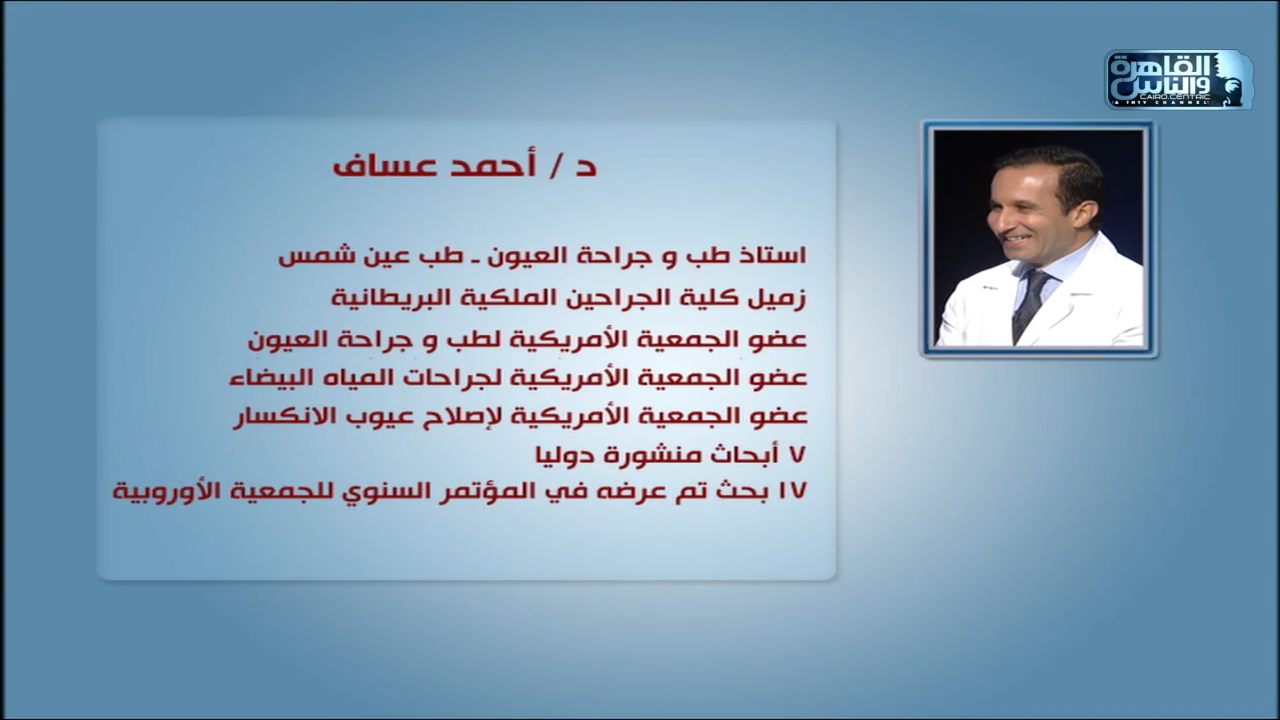 القاهرة
والناس
CAIRO.CENTRIC
A TNTV CHANNEL
د / أحمد عساف
استاذ طب و جراحة العيون - طب عين شمس
زميل كلية الجراحين الملكية البريطانية
عضو الجمعية الأمريكية لطب و جراحة العيون
عضو الجمعية الأمريكية لجراحات المياه البيضاء
عضو الجمعية الأمريكية لإصلاح عيوب الانكسار
٧ أبحاث منشورة دوليا
١٧ بحث تم عرضه في المؤتمر السنوي للجمعية الأوروبية